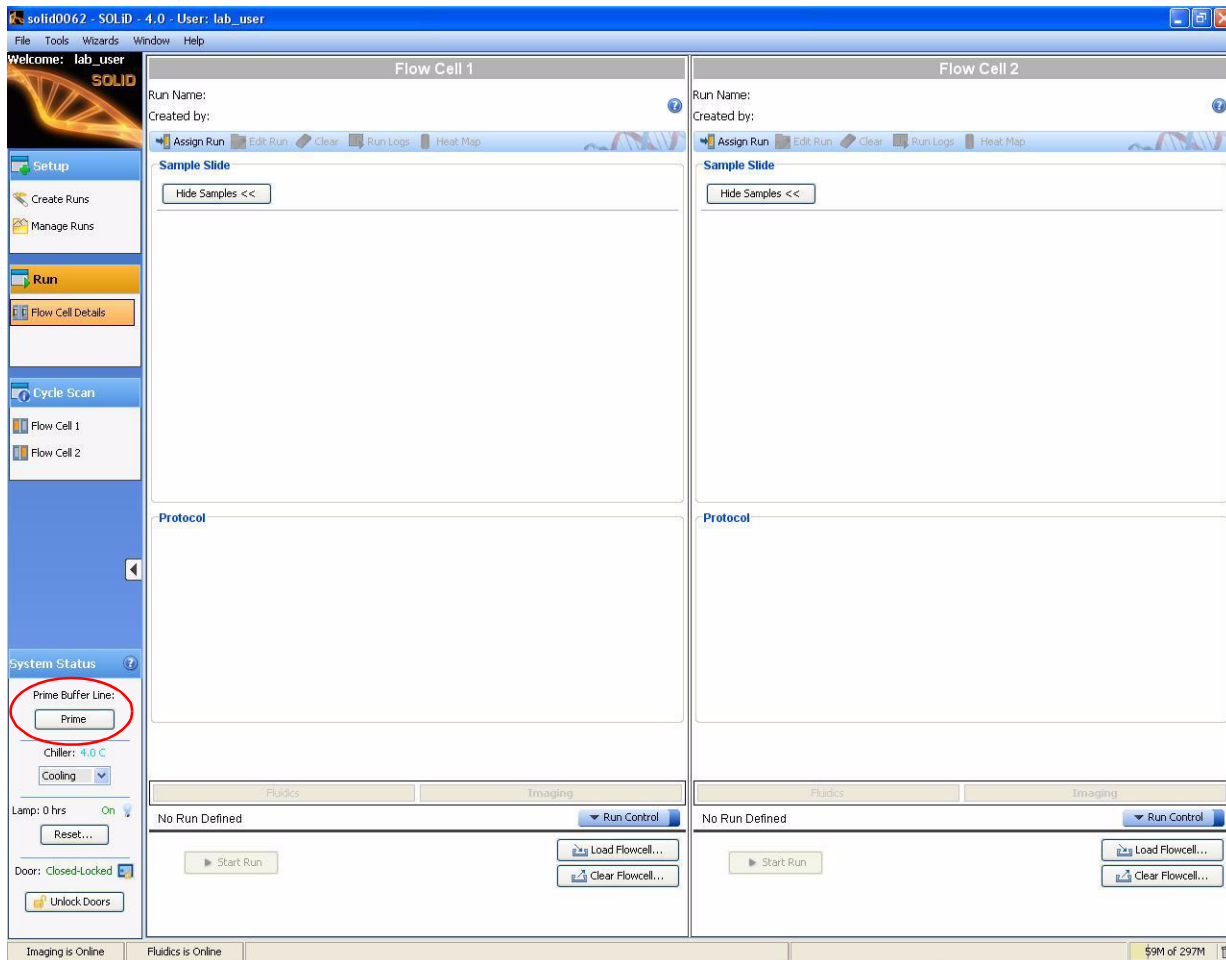 solid0062 - SOLiD - 4.0 - User: lab_user
File Tools Wizards Window Help
Welcome: lab_user
SOLID
Setup
Create Runs
Manage Runs
Run
Flow Cell Details
Cycle Scan
Flow Cell 1
Flow Cell 2
System Status
Prime Buffer Line:
Prime
Chiller: 4.0 C
Cooling
Lamp: 0 hrs On
Reset...
Door: Closed-Locked
Unlock Doors
Flow Cell 1
Run Name:
Created by:
Assign Run Edit Run Clear Run Logs Heat Map
Sample Slide
Hide Samples <<
Protocol
Fluidics Imaging
No Run Defined Run Control
Start Run
Load Flowcell...
Clear Flowcell...
Flow Cell 2
Run Name:
Created by:
Assign Run Edit Run Clear Run Logs Heat Map
Sample Slide
Hide Samples <<
Protocol
Fluidics Imaging
No Run Defined Run Control
Start Run
Load Flowcell...
Clear Flowcell...
Imaging is Online Fluidics is Online 59M of 297M